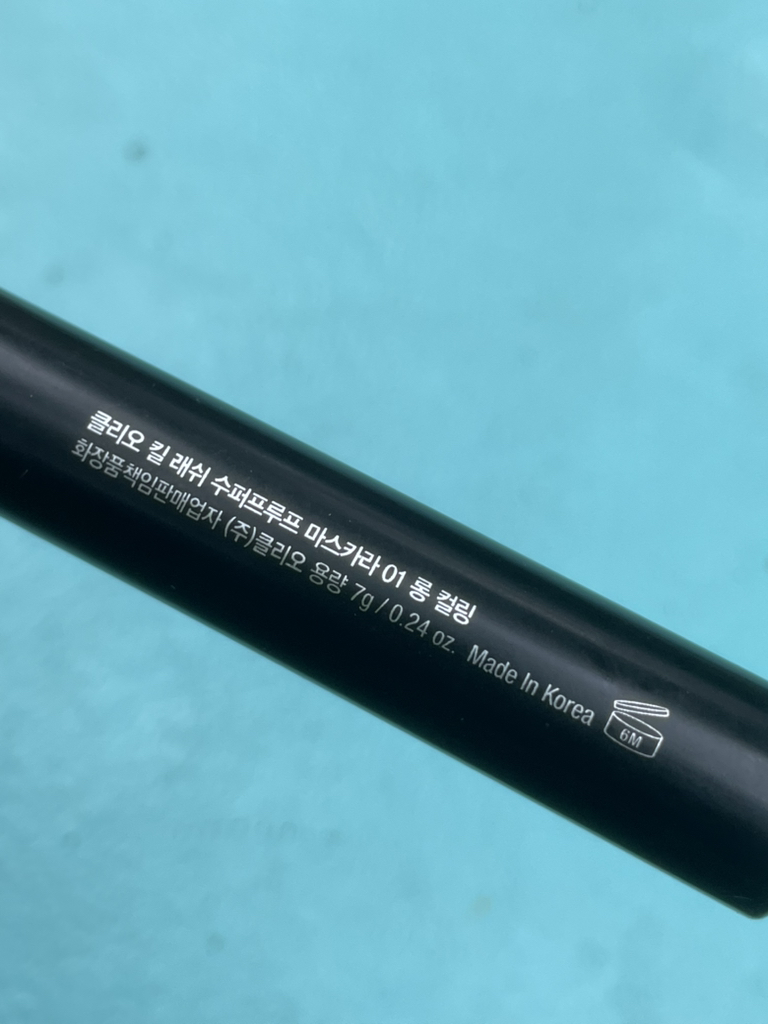 클리오 킬 래쉬 수퍼프루프 마스카라 01 롱 컬링
화장품책임판매업자 (주)클리오 용량 7g / 0.24 oz. Made In Korea
6M